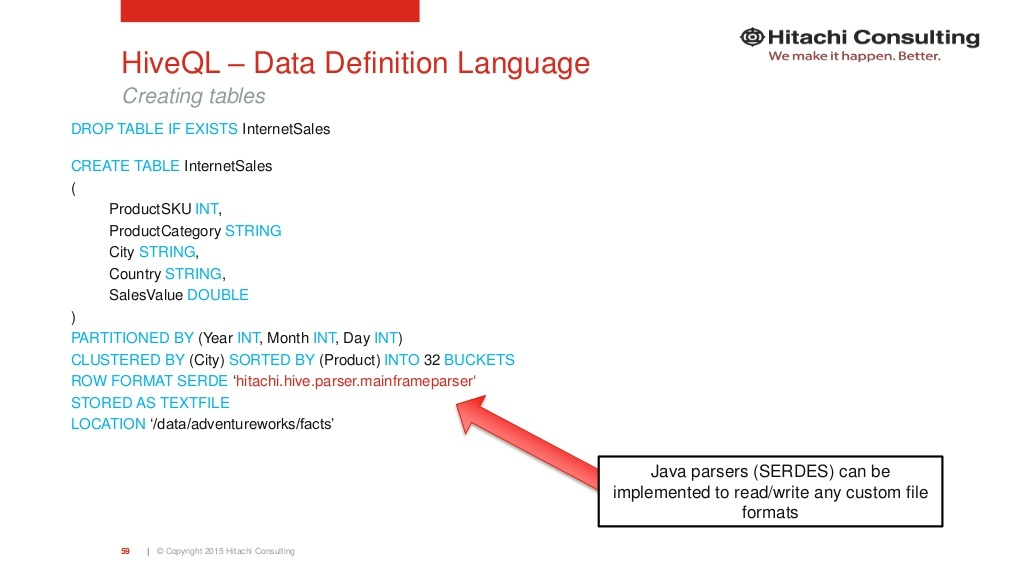 Hitachi Consulting
We make it happen. Better.
HiveQL – Data Definition Language
Creating tables
DROP TABLE IF EXISTS InternetSales
CREATE TABLE InternetSales
(
ProductSKU INT,
ProductCategory STRING
City STRING,
Country STRING,
SalesValue DOUBLE
)
PARTITIONED BY (Year INT, Month INT, Day INT)
CLUSTERED BY (City) SORTED BY (Product) INTO 32 BUCKETS
ROW FORMAT SERDE ‘hitachi.hive.parser.mainframeparser‘
STORED AS TEXTFILE
LOCATION ‘/data/adventureworks/facts’
Java parsers (SERDES) can be
implemented to read/write any custom file
formats
59 | © Copyright 2015 Hitachi Consulting